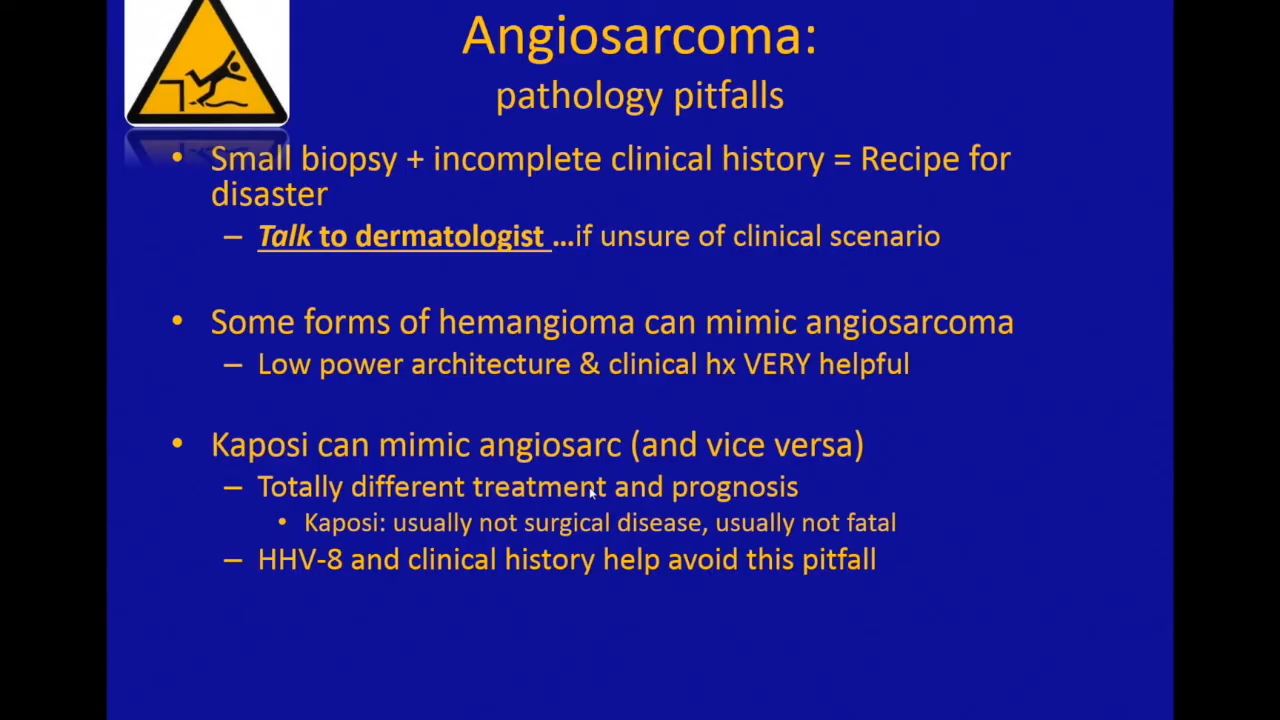 Angiosarcoma:
pathology pitfalls
• Small biopsy + incomplete clinical history = Recipe for
disaster
– Talk to dermatologist ...if unsure of clinical scenario
• Some forms of hemangioma can mimic angiosarcoma
– Low power architecture & clinical hx VERY helpful
• Kaposi can mimic angiosarc (and vice versa)
– Totally different treatment and prognosis
• Kaposi: usually not surgical disease, usually not fatal
– HHV-8 and clinical history help avoid this pitfall